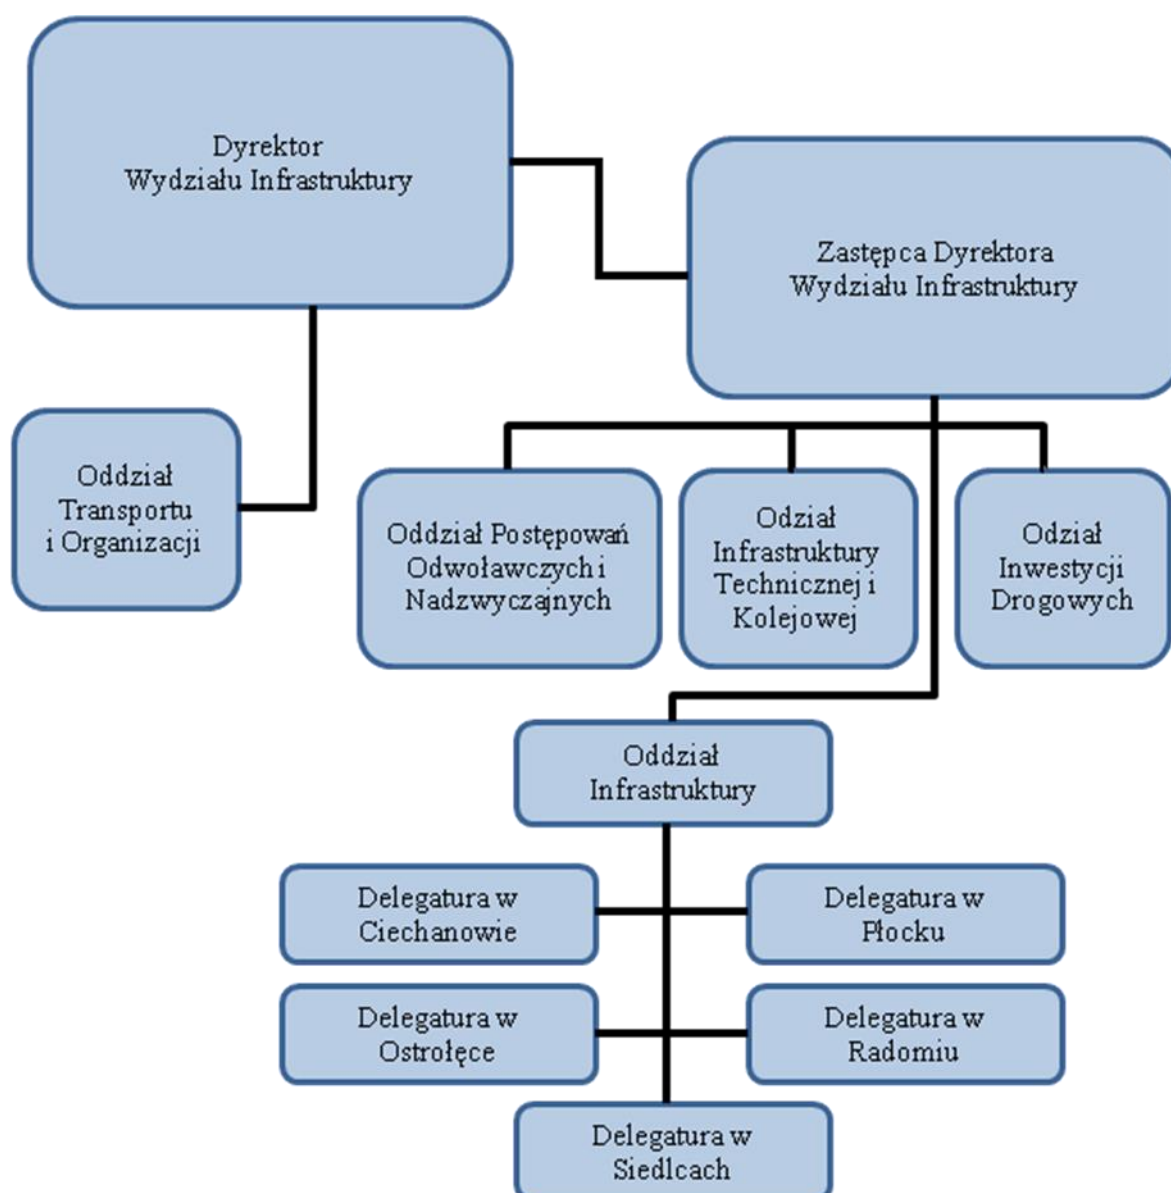 Dyrektor
Wydziału Infrastruktury
Zastępca Dyrektora
Wydziału Infrastruktury
Oddział
Transportu
i Organizacji
Oddział Postępowań
Odwoławczych i
Nadzwyczajnych
Odział
Infrastruktury
Technicznej i
Kolejowej
Odział
Inwestycji
Drogowych
Oddział
Infrastruktury
Delegatura w
Ciechanowie
Delegatura w
Płocku
Delegatura w
Ostrołęce
Delegatura w
Radomiu
Delegatura w
Siedlcach